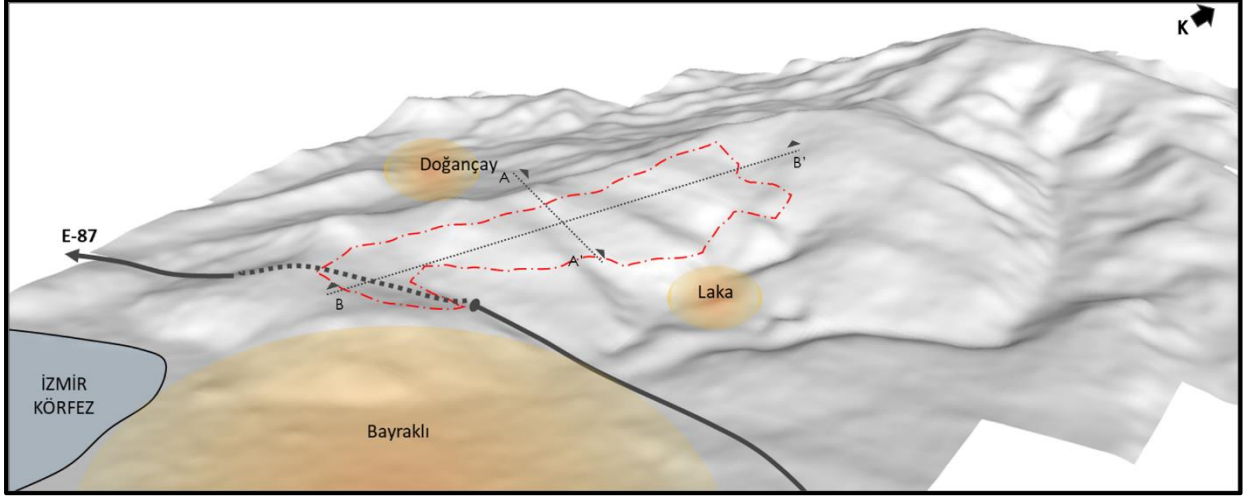 K
Doğançay
A
B'
E-87
A'
Laka
B
İZMİR
KÖRFEZ
Bayraklı